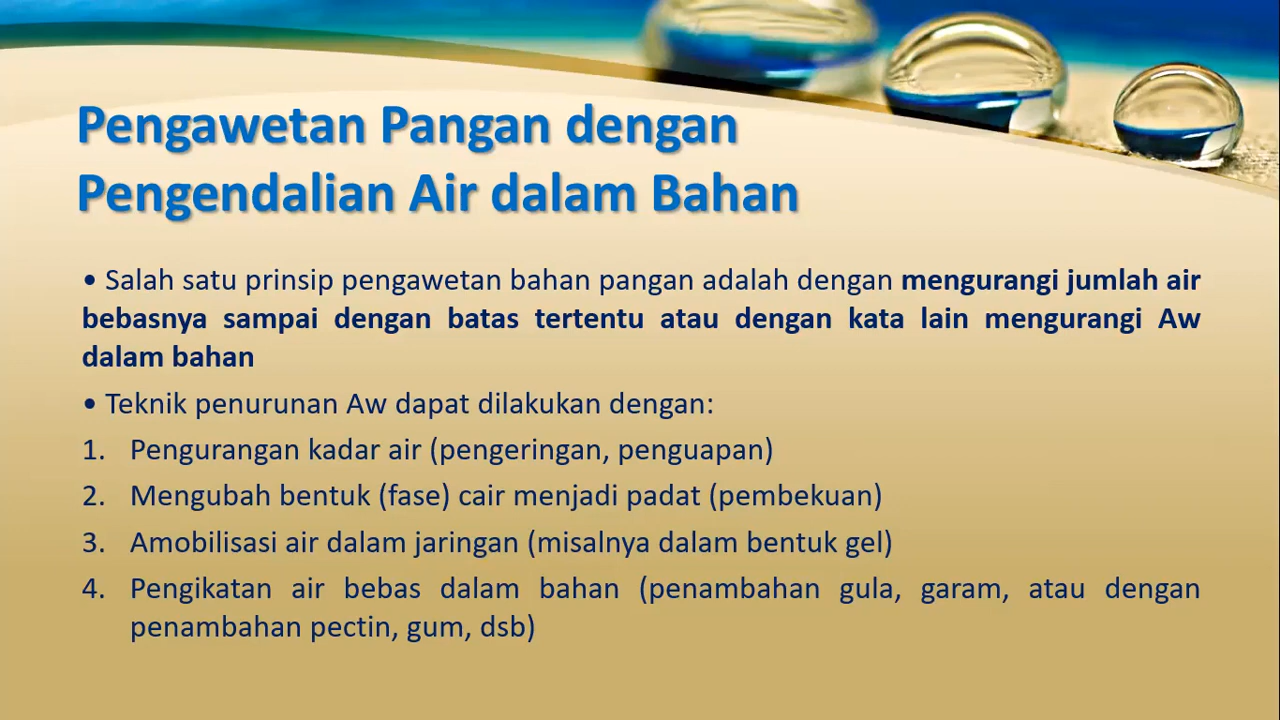 Pengawetan Pangan dengan
Pengendalian Air dalam Bahan
• Salah satu prinsip pengawetan bahan pangan adalah dengan mengurangi jumlah air
bebasnya sampai dengan batas tertentu atau dengan kata lain mengurangi Aw
dalam bahan
• Teknik penurunan Aw dapat dilakukan dengan:
1. Pengurangan kadar air (pengeringan, penguapan)
2. Mengubah bentuk (fase) cair menjadi padat (pembekuan)
3. Amobilisasi air dalam jaringan (misalnya dalam bentuk gel)
4. Pengikatan air bebas dalam bahan (penambahan gula, garam, atau dengan
penambahan pectin, gum, dsb)